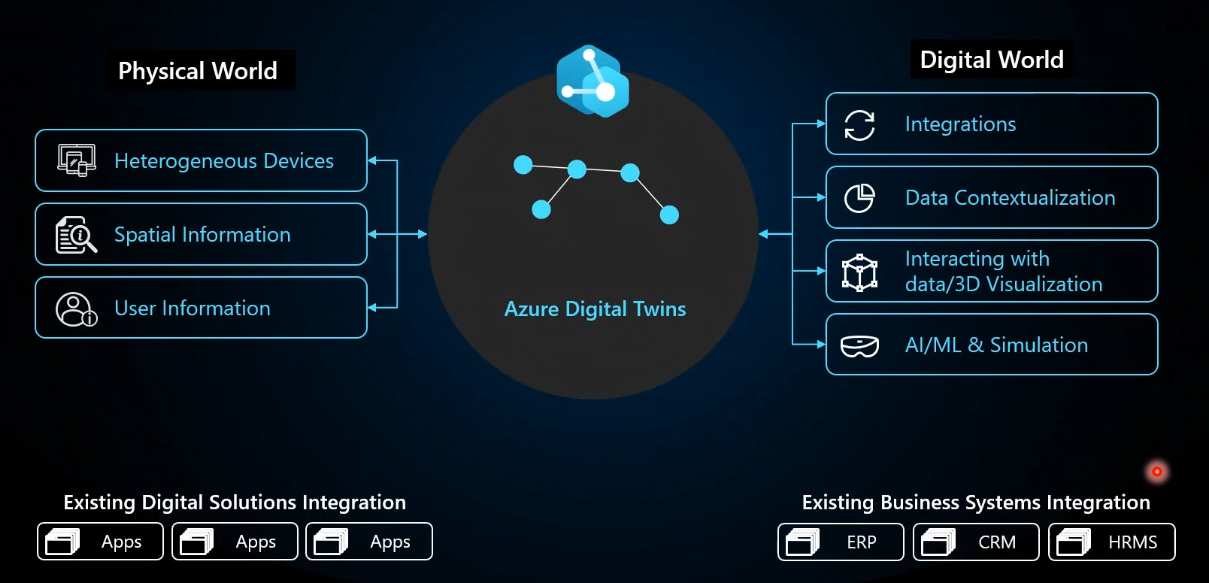 Physical World
Heterogeneous Devices
Spatial Information
User Information
Azure Digital Twins
Digital World
Integrations
Data Contextualization
Interacting with
data/3D Visualization
AI/ML & Simulation
Existing Digital Solutions Integration
Apps
Apps
Apps
Existing Business Systems Integration
ERP
CRM
HRMS